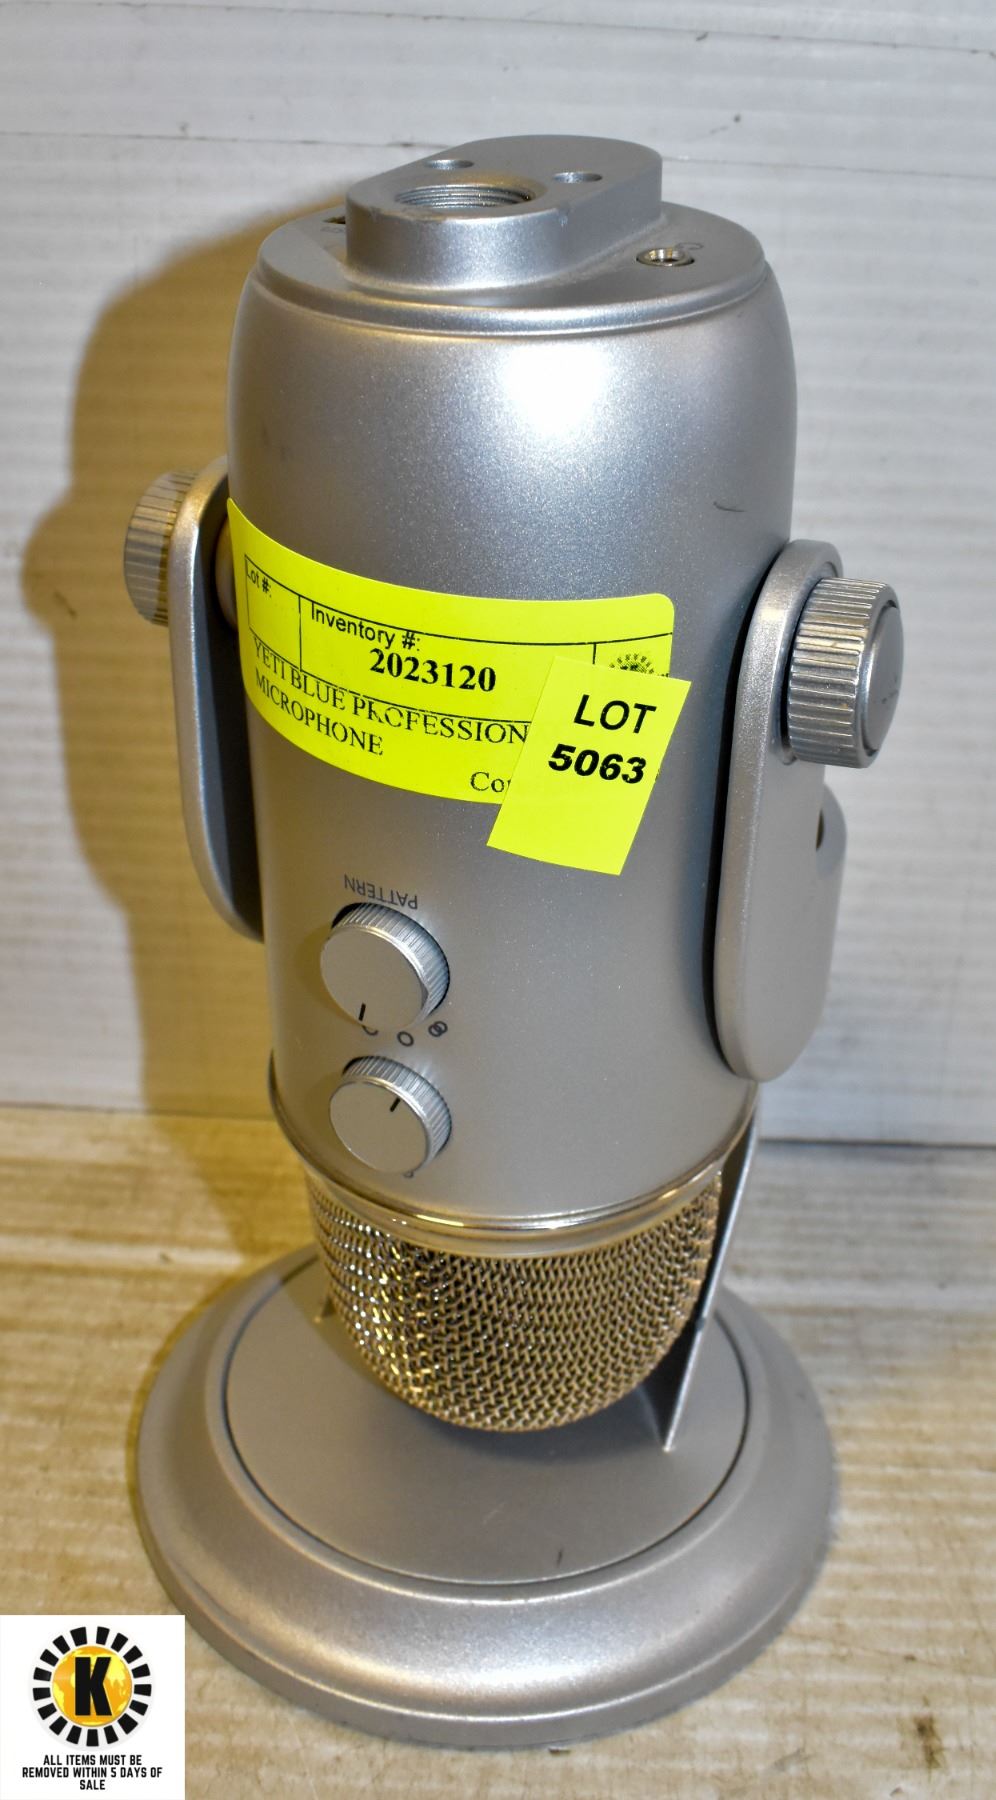 Lot #:
Inventory #:
2023120
YETI BLUE PROFESSION
MICROPHONE
LOT
5063
PATTERN
K
ALL ITEMS MUST BE
REMOVED WITHIN 5 DAYS OF
SALE